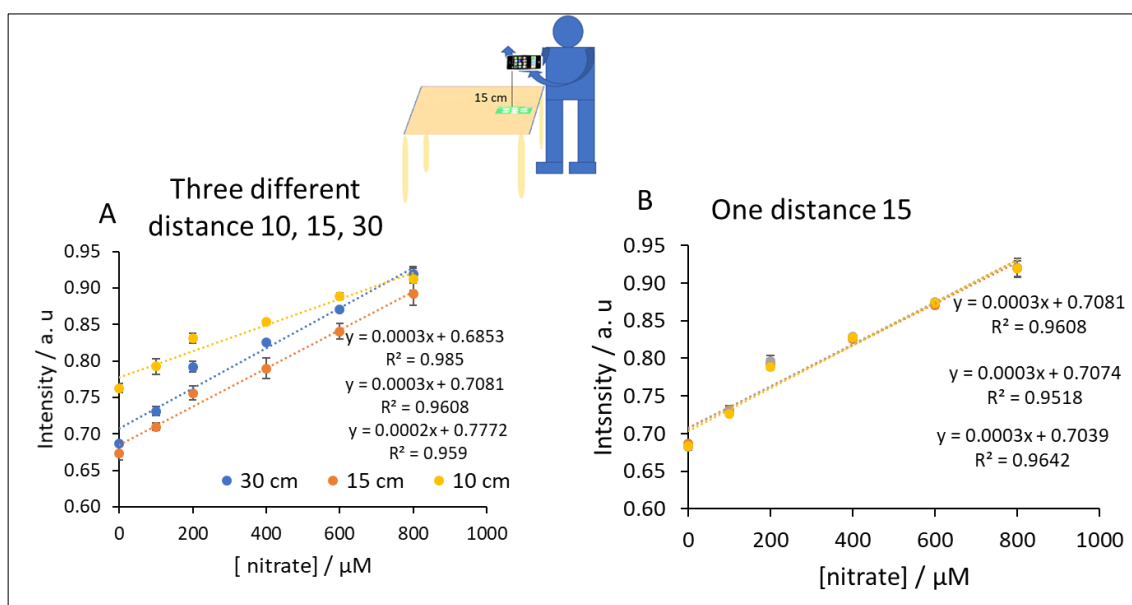 15 cm
A
Three different
distance 10, 15, 30
Intensity / a. u
0.95
0.90
0.85
0.80
0.75
0.70
0.65
0.60
y = 0.0003x + 0.6853
R² = 0.985
y = 0.0003x + 0.7081
R² = 0.9608
y = 0.0002x + 0.7772
R² = 0.959
30 cm 15 cm 10 cm
0 200 400 600 800 1000
[ nitrate] / µM
B
One distance 15
Intsnsity / a. u
0.95
0.90
0.85
0.80
0.75
0.70
0.65
0.60
y = 0.0003x + 0.7081
R² = 0.9608
y = 0.0003x + 0.7074
R² = 0.9518
y = 0.0003x + 0.7039
R² = 0.9642
0 200 400 600 800 1000
[nitrate] / µM